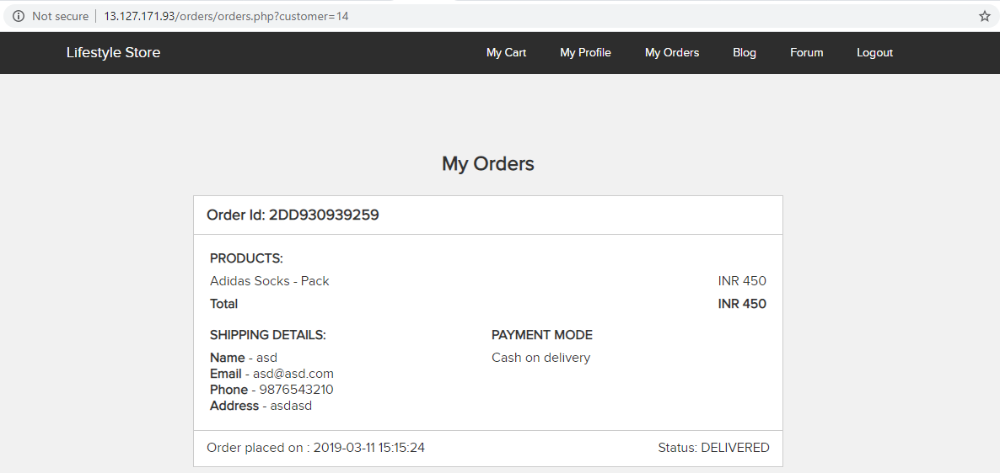 Not secure 13.127.171.93/orders/orders.php?customer=14
Lifestyle Store My Cart My Profile My Orders Blog Forum Logout
My Orders
Order Id: 2DD930939259
PRODUCTS:
Adidas Socks - Pack INR 450
Total INR 450
SHIPPING DETAILS: PAYMENT MODE
Name - asd Cash on delivery
Email - asd@asd.com
Phone - 9876543210
Address - asdasd
Order placed on : 2019-03-11 15:15:24 Status: DELIVERED